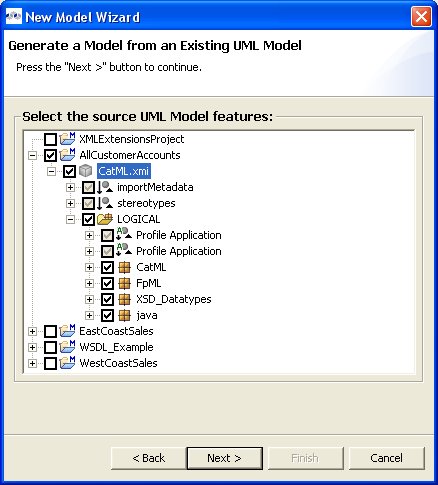 New Model Wizard
Generate a Model from an Existing UML Model
Press the "Next >" button to continue.
Select the source UML Model features:
XMLExtensionsProject
AllCustomerAccounts
CatML.xmi
importMetadata
stereotypes
LOGICAL
Profile Application
Profile Application
CatML
FpML
XSD_Datatypes
java
EastCoastSales
WSDL_Example
WestCoastSales
< Back Next > Finish Cancel